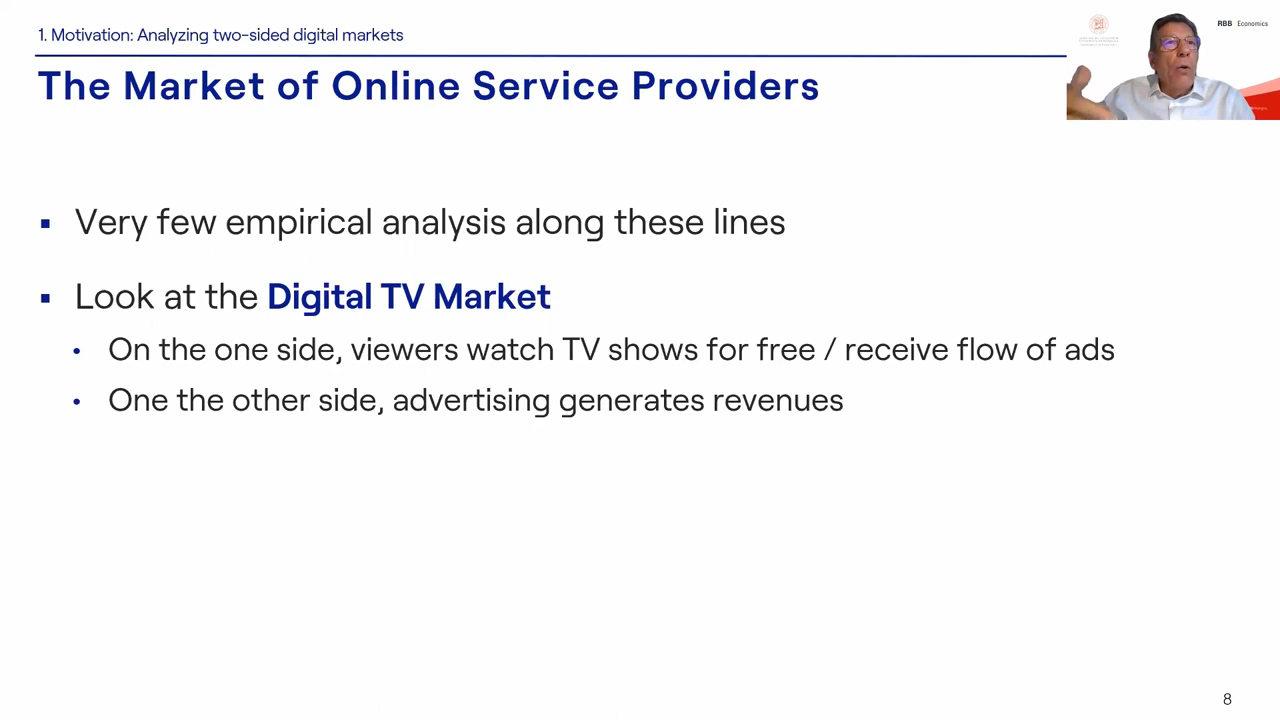 1. Motivation: Analyzing two-sided digital markets
RBB Economics
The Market of Online Service Providers
▪ Very few empirical analysis along these lines
▪ Look at the Digital TV Market
• On the one side, viewers watch TV shows for free / receive flow of ads
• One the other side, advertising generates revenues
8